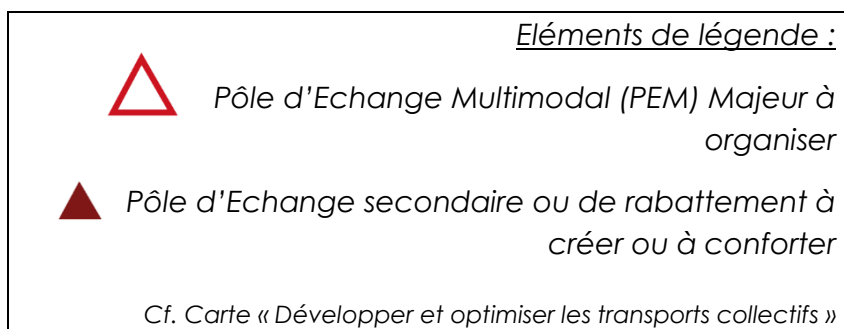 Eléments de légende :
Pôle d’Echange Multimodal (PEM) Majeur à
organiser
Pôle d’Echange secondaire ou de rabattement à
créer ou à conforter
Cf. Carte « Développer et optimiser les transports collectifs »